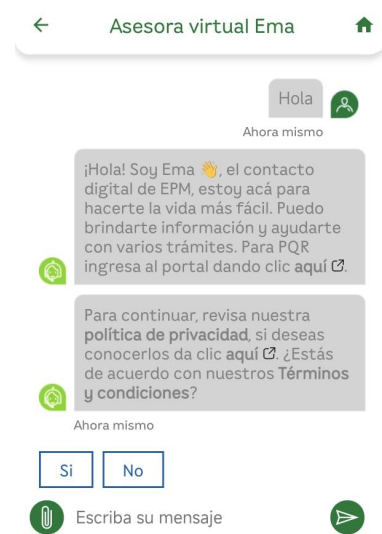 Asesora virtual Ema
Hola
Ahora mismo
¡Hola! Soy Ema 👋, el contacto
digital de EPM, estoy acá para
hacerte la vida más fácil. Puedo
brindarte información y ayudarte
con varios trámites. Para PQR
ingresa al portal dando clic aquí.
Para continuar, revisa nuestra
política de privacidad, si deseas
conocerlos da clic aquí. ¿Estás
de acuerdo con nuestros Términos
y condiciones?
Ahora mismo
Si No
Escriba su mensaje